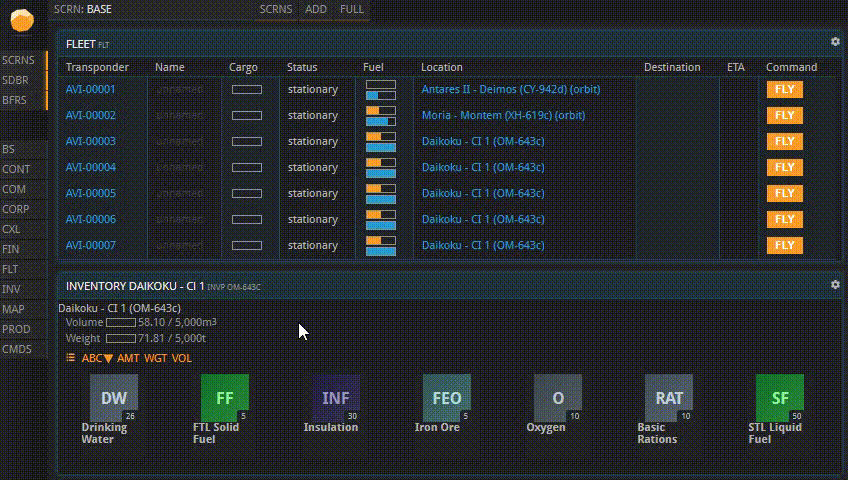 SCRN: BASE SCRNS ADD FULL
SCRNS
SDBR
BFRS
BS
CONT
COM
CORP
CXL
FIN
FLT
INV
MAP
PROD
CMDS
FLEET FLT
Transponder Name Cargo Status Fuel Location Destination ETA Command
AVI-00001 unnamed stationary Antares II - Deimos (CY-942d) (orbit) FLY
AVI-00002 unnamed stationary Moria - Montem (XH-619c) (orbit) FLY
AVI-00003 unnamed stationary Daikoku - CI 1 (OM-643c) FLY
AVI-00004 unnamed stationary Daikoku - CI 1 (OM-643c) FLY
AVI-00005 unnamed stationary Daikoku - CI 1 (OM-643c) FLY
AVI-00006 unnamed stationary Daikoku - CI 1 (OM-643c) FLY
AVI-00007 unnamed stationary Daikoku - CI 1 (OM-643c) FLY
INVENTORY DAIKOKU - CI 1 INVP OM-643C
Daikoku - CI 1 (OM-643c)
Volume 58.10 / 5,000m3
Weight 71.81 / 5,000t
ABC▼ AMT WGT VOL
DW FF INF FEO O RAT SF
26 5 30 5 10 10 50
Drinking Water
FTL Solid Fuel
Insulation
Iron Ore
Oxygen
Basic Rations
STL Liquid Fuel